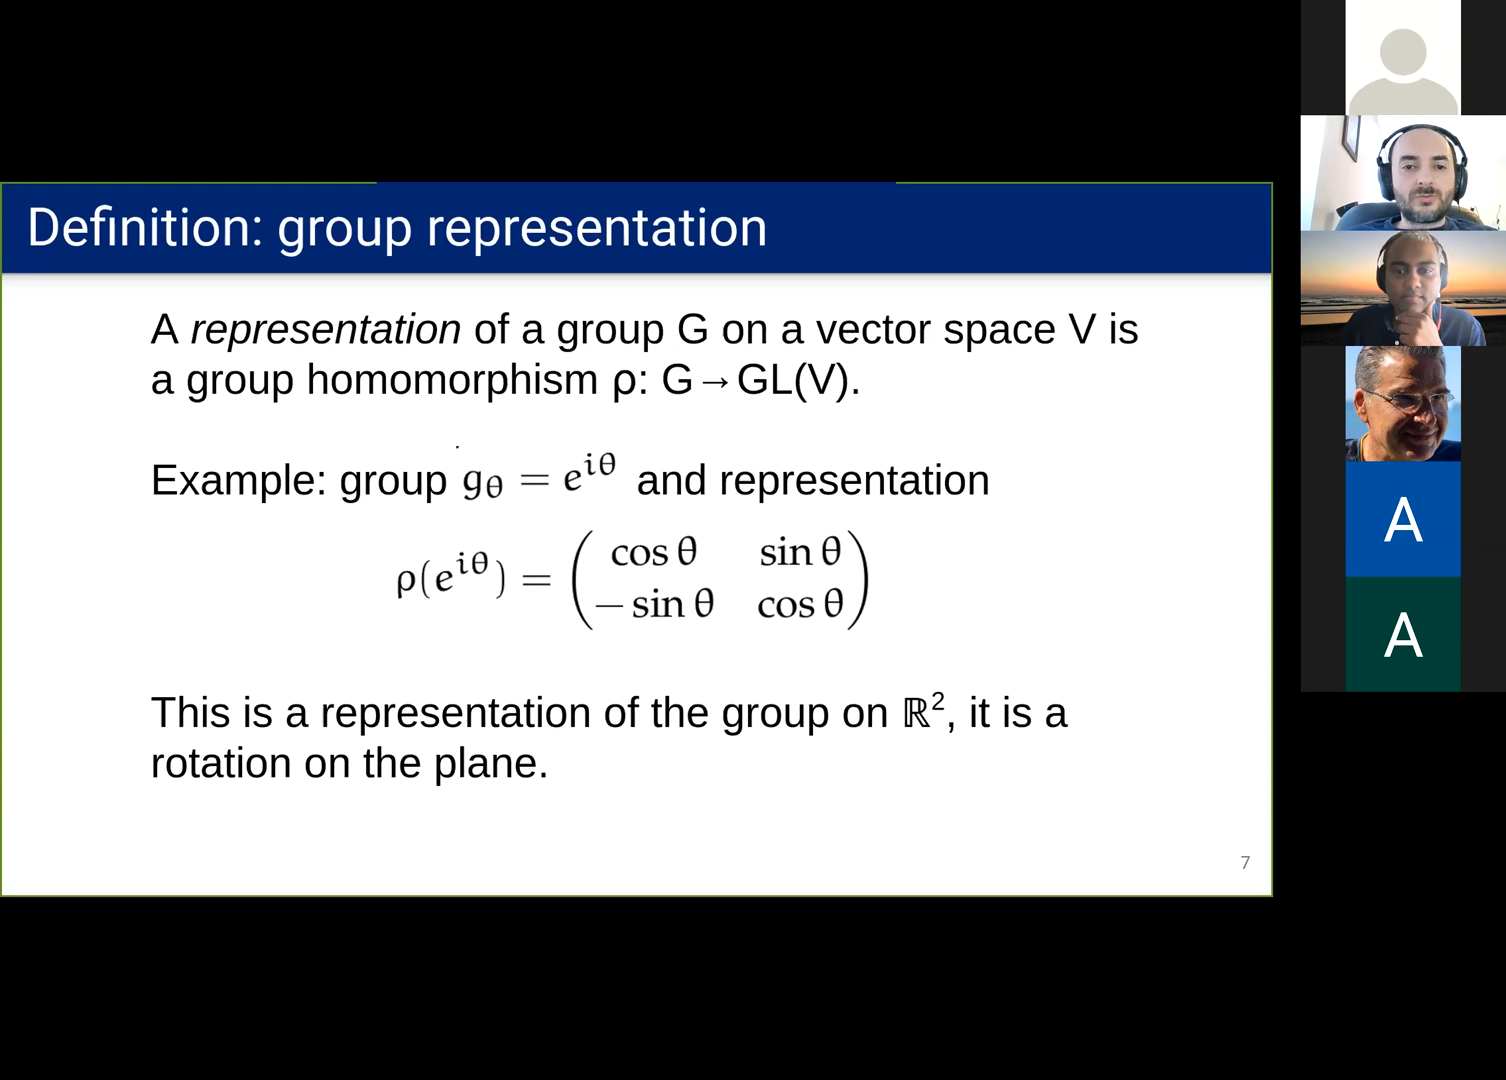 Definition: group representation
A representation of a group G on a vector space V is
a group homomorphism ρ: G→GL(V).
Example: group g_θ = e^{iθ} and representation
ρ(e^{iθ}) = ( cos θ sin θ
− sin θ cos θ )
This is a representation of the group on ℝ², it is a
rotation on the plane.
7
A
A